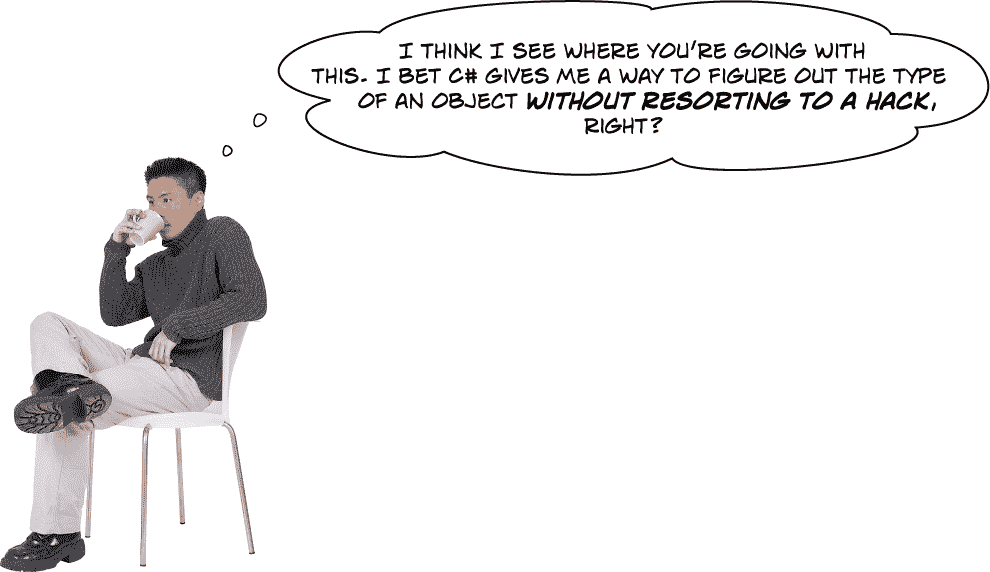 I THINK I SEE WHERE YOU'RE GOING WITH
THIS. I BET C# GIVES ME A WAY TO FIGURE OUT THE TYPE
OF AN OBJECT WITHOUT RESORTING TO A HACK,
RIGHT?